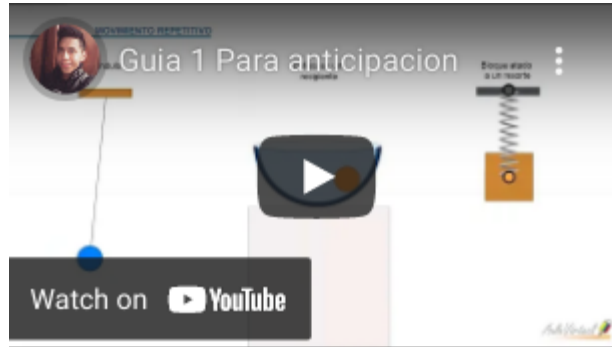 MOVIMIENTO REPETITIVO
Guia 1 Para anticipacion
recipiente
Bloque atado
a un resorte
Watch on YouTube